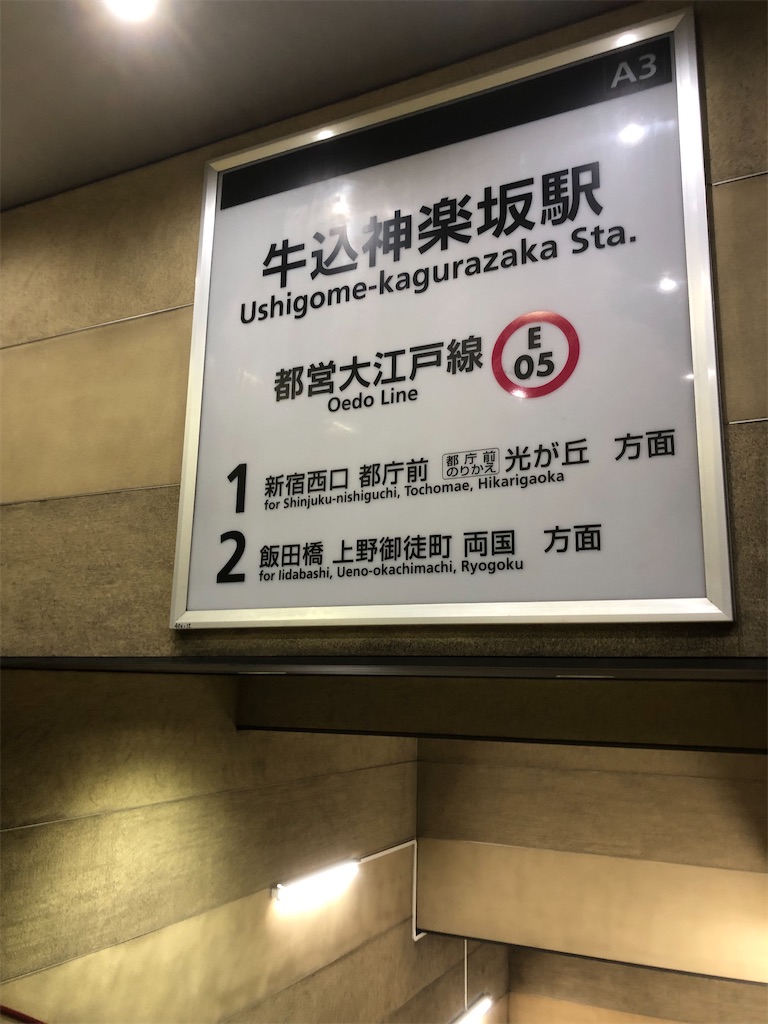 A3
牛込神楽坂駅
Ushigome-kagurazaka Sta.
都営大江戸線 E 05
Oedo Line
1 新宿西口 都庁前 都庁前のりかえ 光が丘 方面
for Shinjuku-nishiguchi, Tochomae, Hikarigaoka
2 飯田橋 上野御徒町 両国 方面
for Iidabashi, Ueno-okachimachi, Ryogoku